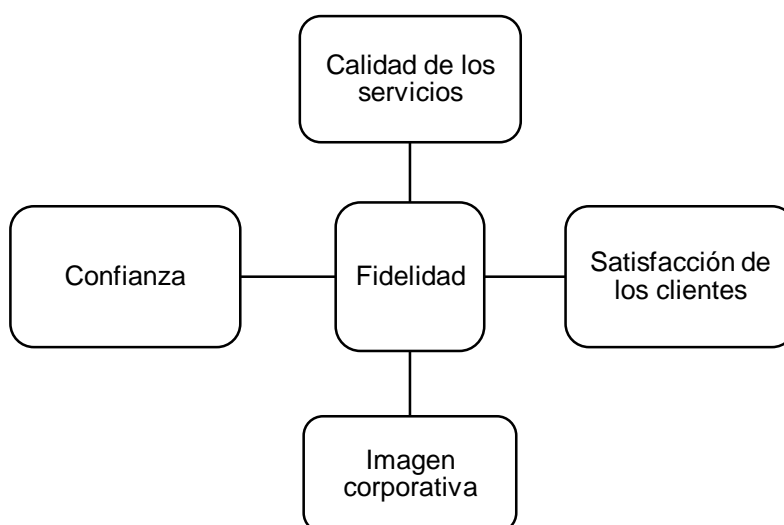 Calidad de los
servicios
Confianza
Fidelidad
Satisfacción de
los clientes
Imagen
corporativa